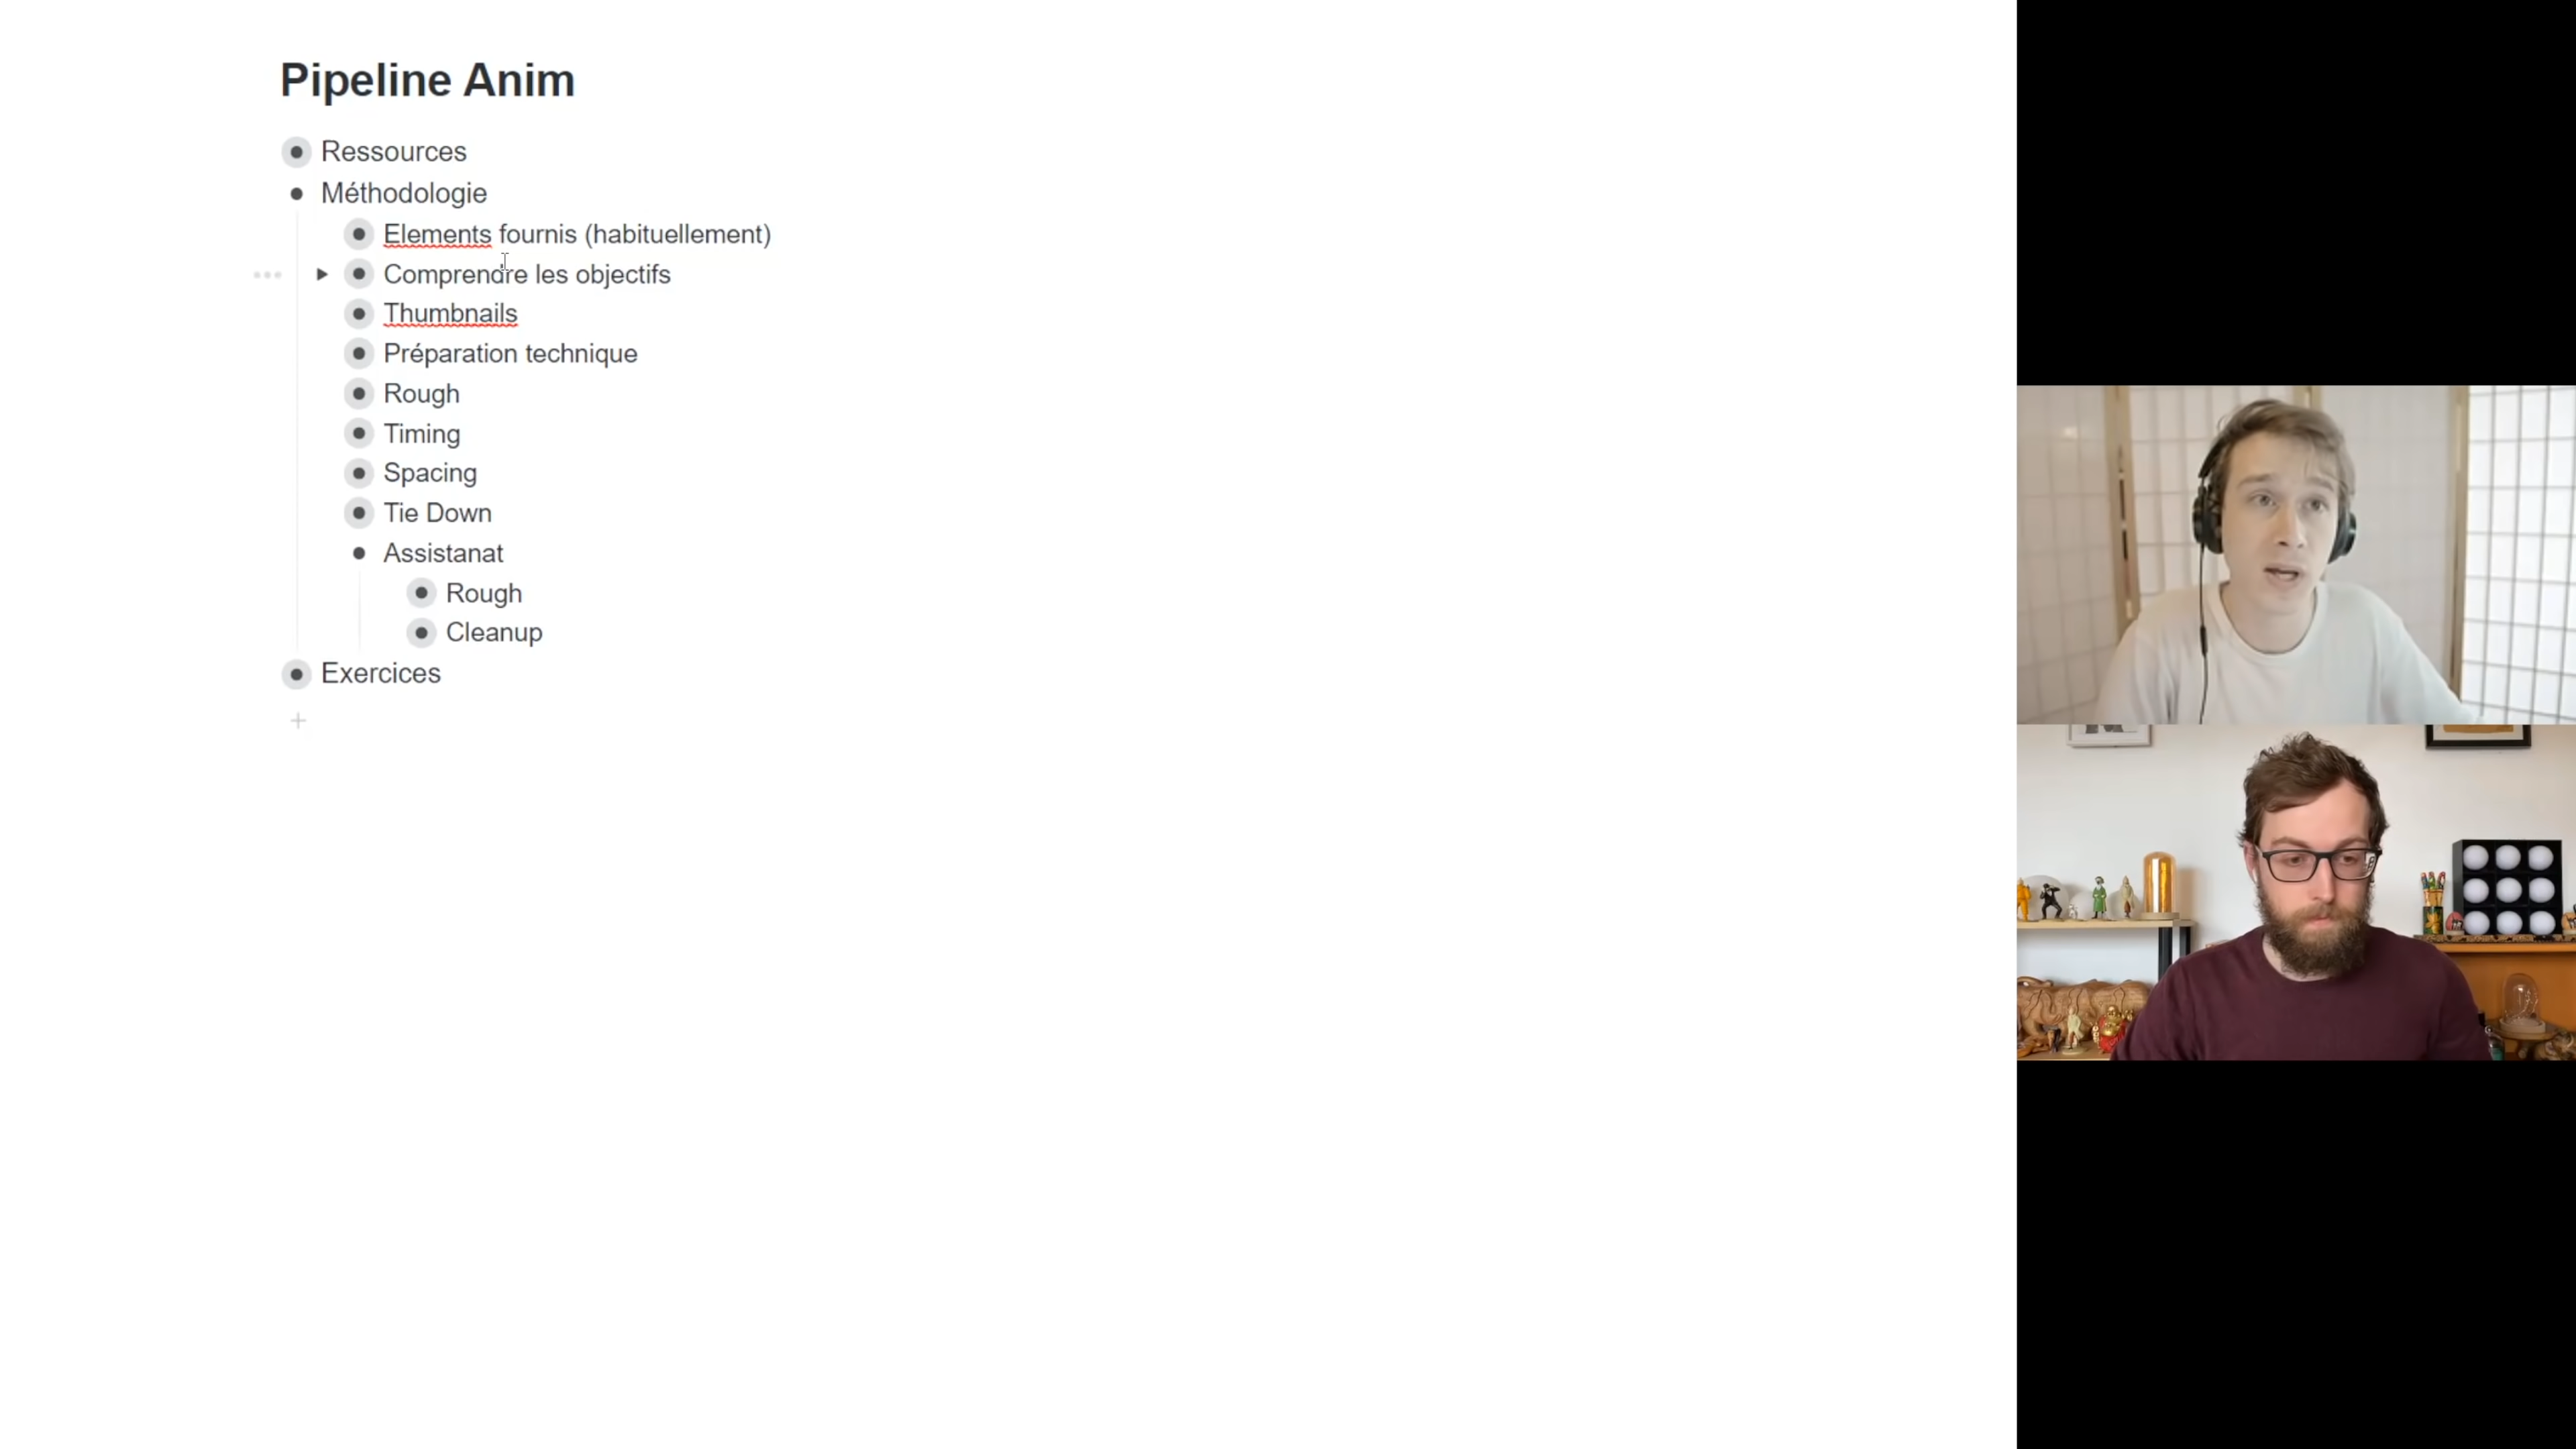 Pipeline Anim
Ressources
Méthodologie
Elements fournis (habituellement)
Comprendre les objectifs
Thumbnails
Préparation technique
Rough
Timing
Spacing
Tie Down
Assistanat
Rough
Cleanup
Exercices